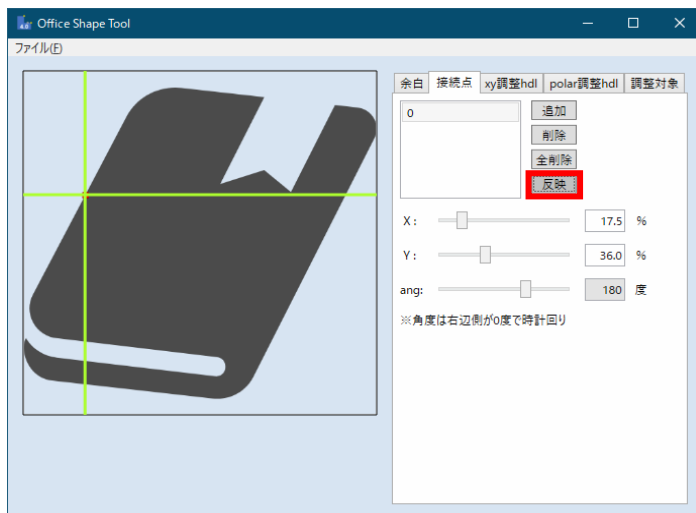 Office Shape Tool
ファイル(F)
余白 接続点 xy調整hdl polar調整hdl 調整対象
0
追加
削除
全削除
反映
X: 17.5 %
Y: 36.0 %
ang: 180 度
※角度は右辺側が0度で時計回り